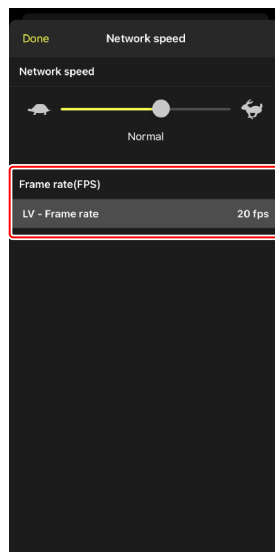 Done Network speed
Network speed
Normal
Frame rate(FPS)
LV - Frame rate 20 fps